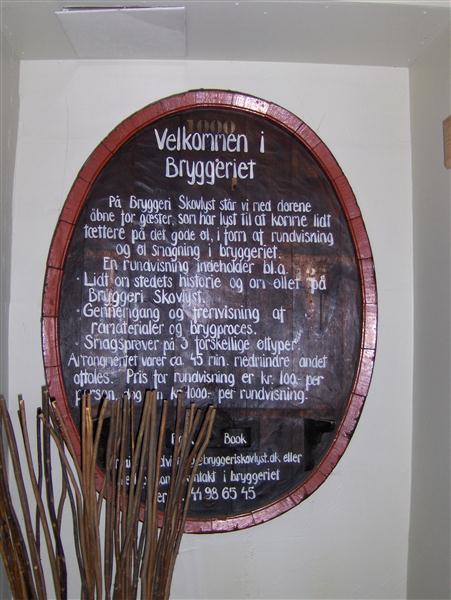 1000
Velkommen i
Bryggeriet
På Bryggeri Skovlyst står vi med dørene
åbne for gæster, som har lyst til at komme lidt
tættere på det gode øl, i form af rundvisning
og øl smagning i bryggeriet.
En rundvisning indeholder bl.a.
Lidt om stedets historie og om øllet på
Bryggeri Skovlyst.
Gennemgang og fremvisning af
råmaterialer og brygproces.
Smagsprøver på 3 forskellige øltyper.
Arrangementet varer ca. 45 min. medmindre andet
aftales. Pris for rundvisning er kr. 100,- per
person, dog kr. 1000,- per rundvisning.
Book
bryggeriskovlyst.dk eller
kontakt i bryggeriet
44 98 65 45